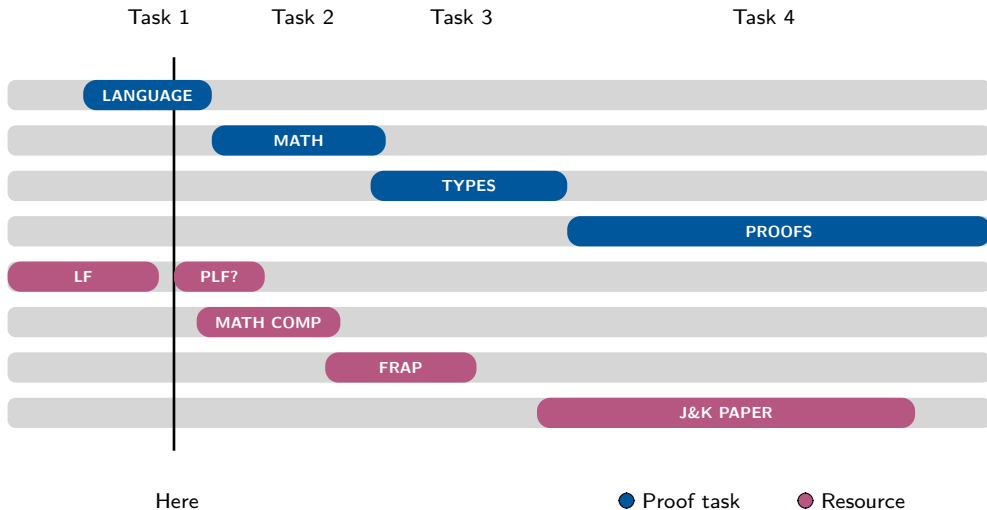 Task 1 Task 2 Task 3 Task 4
LANGUAGE
MATH
TYPES
PROOFS
LF PLF?
MATH COMP
FRAP
J&K PAPER
Here Proof task Resource